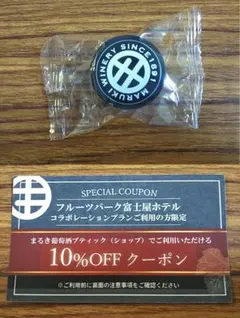 MARUKI WINERY SINCE 1891
SPECIAL COUPON
フルーツパーク富士屋ホテル
コラボレーションプランご利用の方限定
まるき葡萄酒ブティック（ショップ）でご利用いただける
10%OFF クーポン
※ご利用前に裏面の注意事項をご確認ください